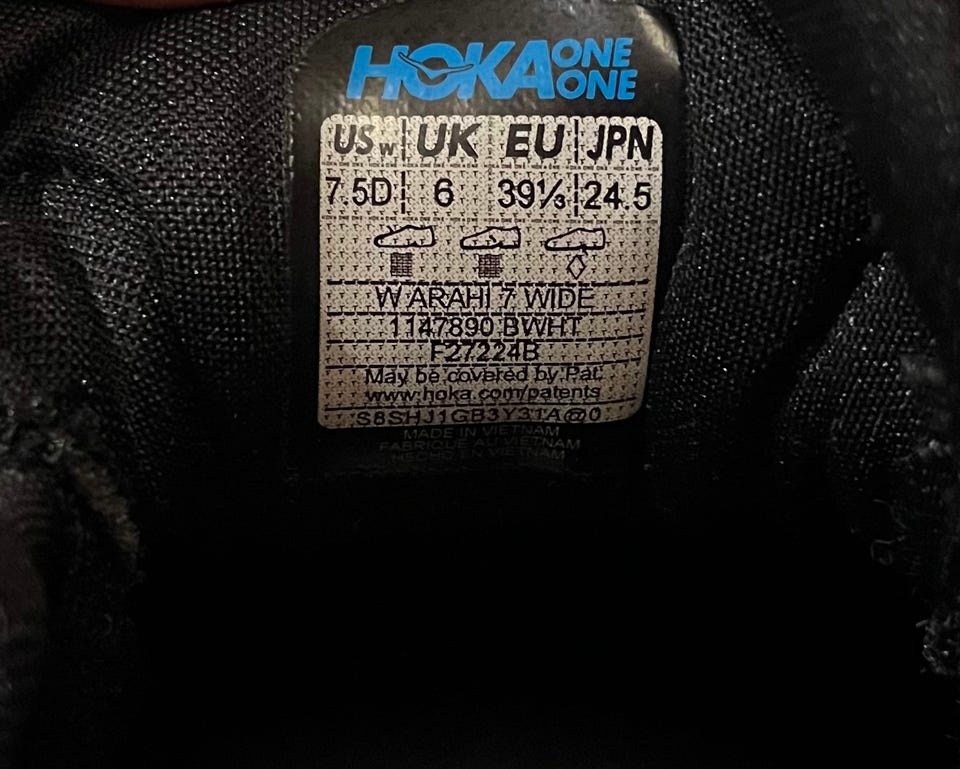 HOKA ONE ONE
USw UK EU JPN
7.5D 6 39⅓ 24.5
W ARAHI 7 WIDE
1147890 BWHT
F27224B
May be covered by Pat.
www.hoka.com/patents
S8SHJ1GB3Y31A@0
MADE IN VIETNAM
FABRIQUÉ AU VIETNAM
HECHO EN VIETNAM